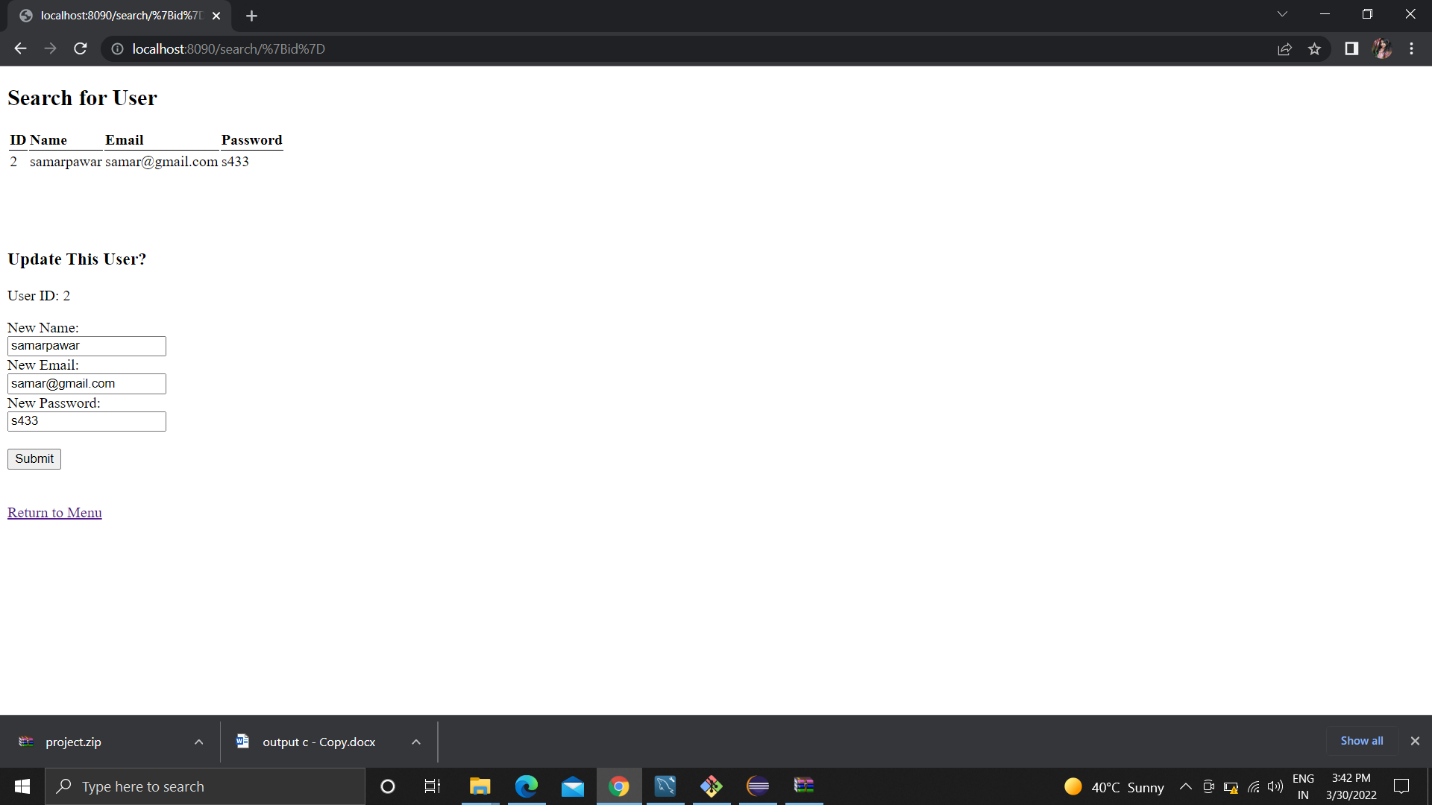 localhost:8090/search/%7Bid%7D
localhost:8090/search/%7Bid%7D
Search for User
ID Name Email Password
2 samarpawar samar@gmail.com s433
Update This User?
User ID: 2
New Name:
samarpawar
New Email:
samar@gmail.com
New Password:
s433
Submit
Return to Menu
project.zip
output c - Copy.docx
Show all
Type here to search
40°C Sunny
ENG
IN
3:42 PM
3/30/2022